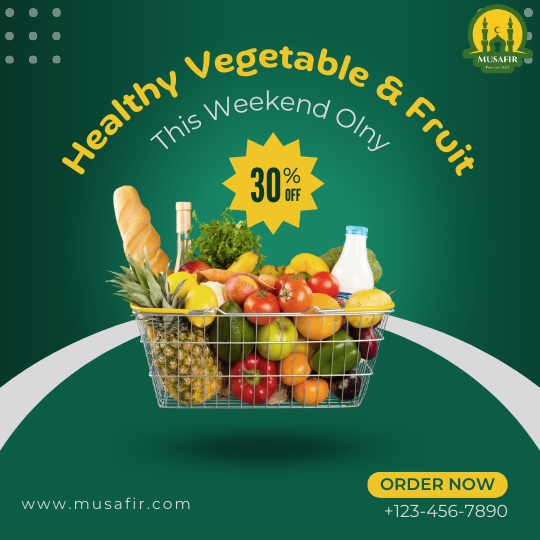 MUSAFIR
Healthy Vegetable & Fruit
This Weekend Olny
30% OFF
ORDER NOW
www.musafir.com
+123-456-7890